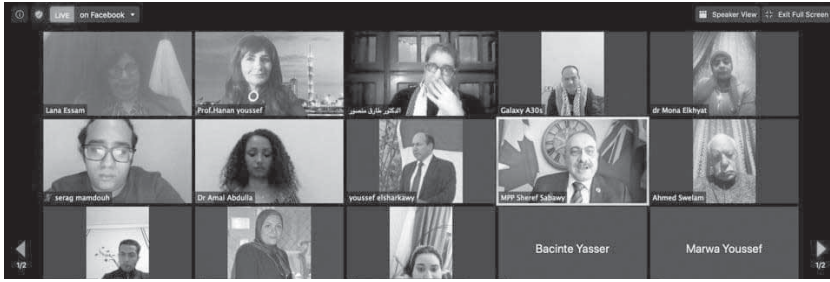 LIVE on Facebook
Speaker View Exit Full Screen
Lana Essam
Prof.Hanan youssef
الدكتور طارق منصور
Galaxy A30s
dr Mona Elkhyat
serag mamdouh
Dr Amal Abdulla
youssef elsharkawy
MPP Sheref Sabawy
Ahmed Swelam
Bacinte Yasser
Marwa Youssef
1/2
1/2